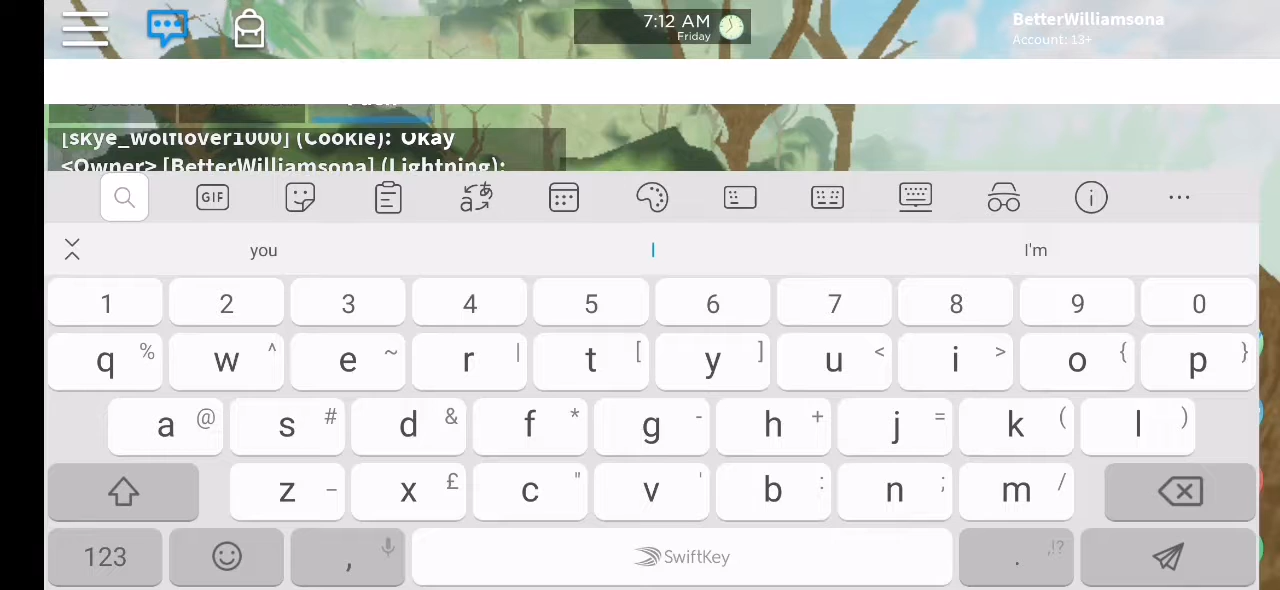 7:12 AM
Friday
BetterWilliamsona
Account: 13+
[skye_wolflover1000] (Cookie): Okay
<Owner> [BetterWilliamsona] (Lightning):
GIF
you I I'm
1 2 3 4 5 6 7 8 9 0
q % w ^ e ~ r | t [ y ] u < i > o { p }
a @ s # d & f * g - h + j = k ( l )
z _ x £ c " v ' b : n ; m /
123 , SwiftKey . ,!?